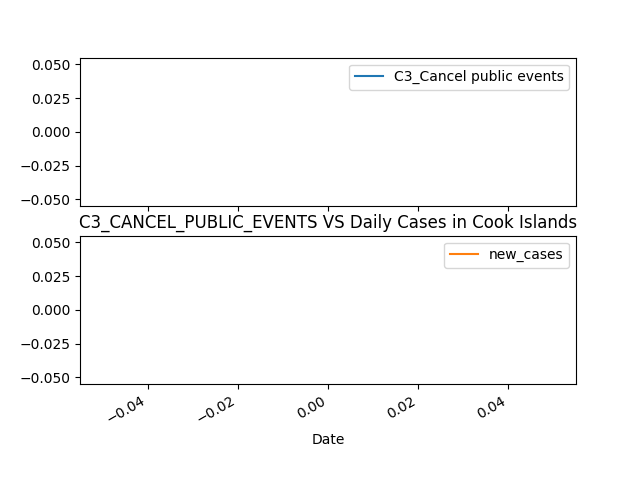 0.050
C3_Cancel public events
0.025
0.000
−0.025
−0.050
C3_CANCEL_PUBLIC_EVENTS VS Daily Cases in Cook Islands
0.050
new_cases
0.025
0.000
−0.025
−0.050
−0.04 −0.02 0.00 0.02 0.04
Date